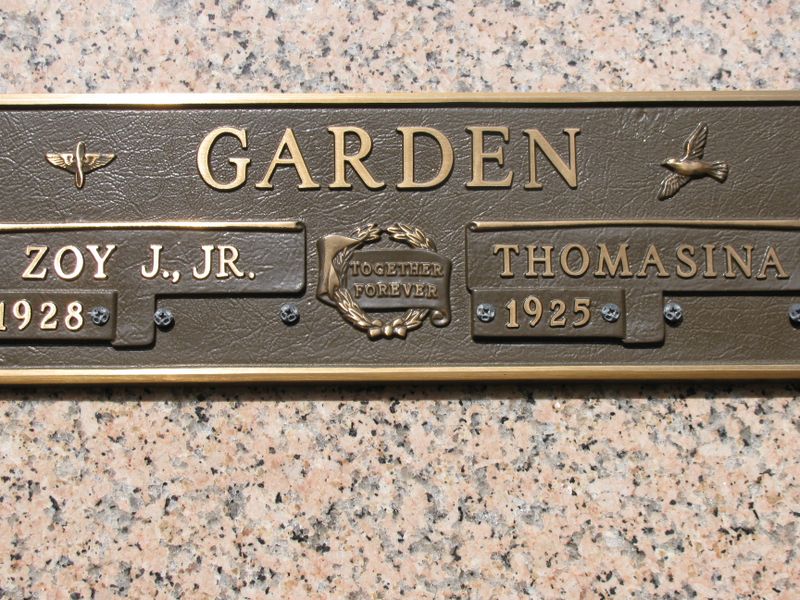 GARDEN
ZOY J., JR.
THOMASINA
TOGETHER
FOREVER
1928
1925